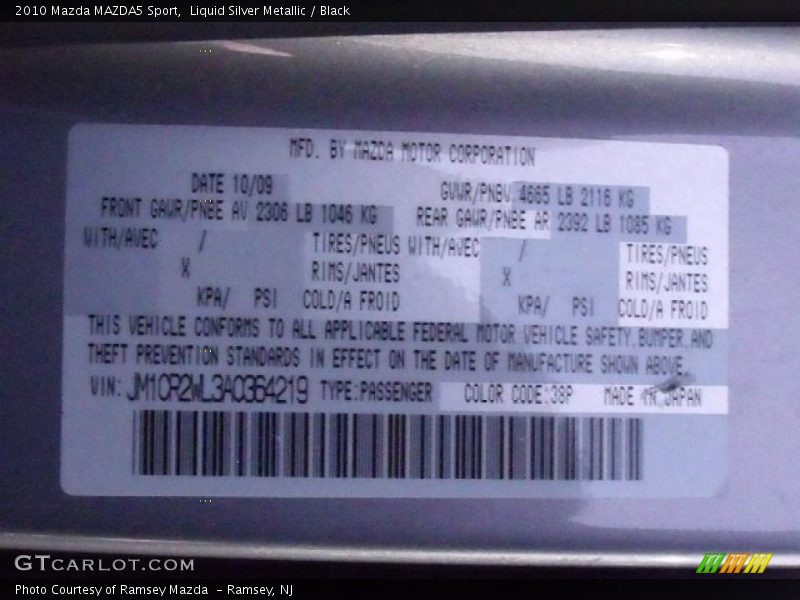 2010 Mazda MAZDA5 Sport, Liquid Silver Metallic / Black
MFD. BY MAZDA MOTOR CORPORATION
DATE 10/09 GVWR/PNBV 4665 LB 2116 KG
FRONT GAWR/PNBE AV 2306 LB 1046 KG REAR GAWR/PNBE AR 2392 LB 1085 KG
WITH/AVEC / TIRES/PNEUS WITH/AVEC / TIRES/PNEUS
X RIMS/JANTES X RIMS/JANTES
KPA/ PSI COLD/A FROID KPA/ PSI COLD/A FROID
THIS VEHICLE CONFORMS TO ALL APPLICABLE FEDERAL MOTOR VEHICLE SAFETY,BUMPER,AND
THEFT PREVENTION STANDARDS IN EFFECT ON THE DATE OF MANUFACTURE SHOWN ABOVE.
VIN: JM1CR2WL3A0364219 TYPE:PASSENGER COLOR CODE:38P MADE IN JAPAN
GTCARLOT.COM
Photo Courtesy of Ramsey Mazda - Ramsey, NJ